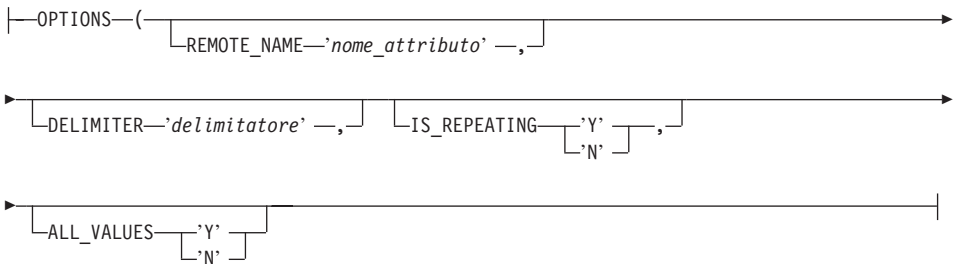 OPTIONS (
REMOTE_NAME ’nome_attributo’ ,
DELIMITER ’delimitatore’ , IS_REPEATING ’Y’ ,
’N’
ALL_VALUES ’Y’
’N’